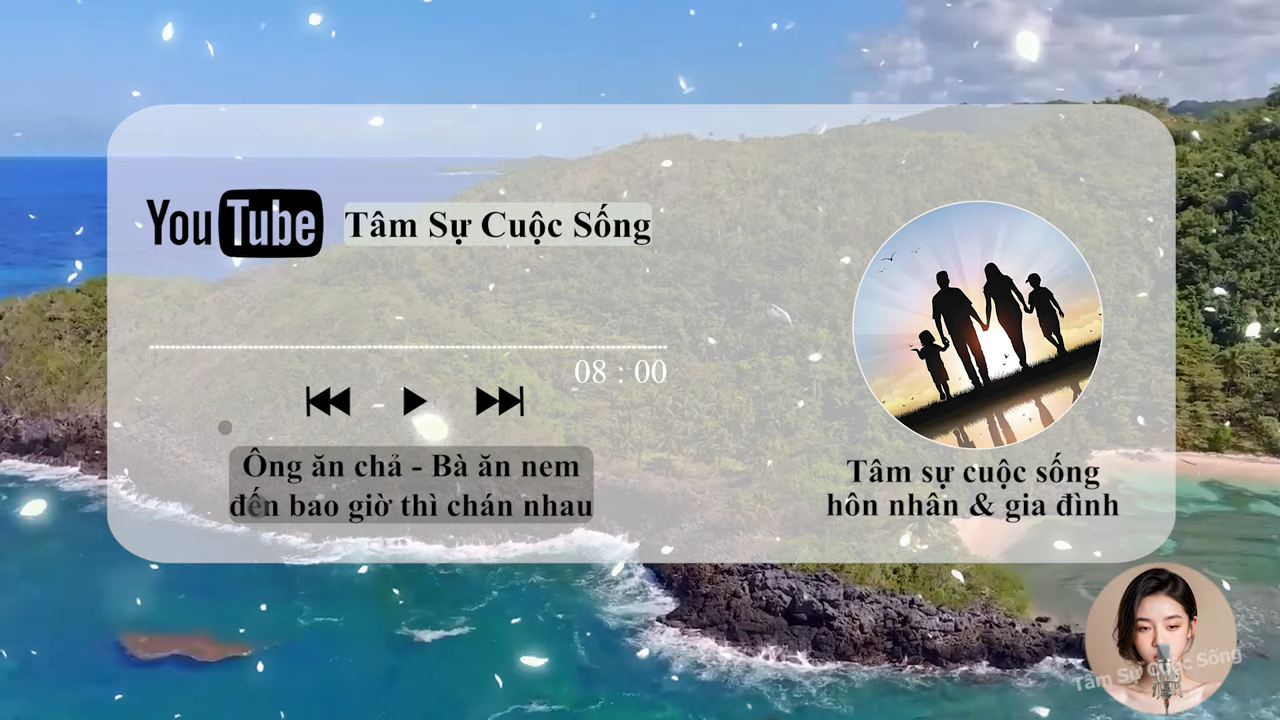 YouTube
Tâm Sự Cuộc Sống
08 : 00
Ông ăn chả - Bà ăn nem
đến bao giờ thì chán nhau
Tâm sự cuộc sống
hôn nhân & gia đình
Tâm Sự Cuộc Sống